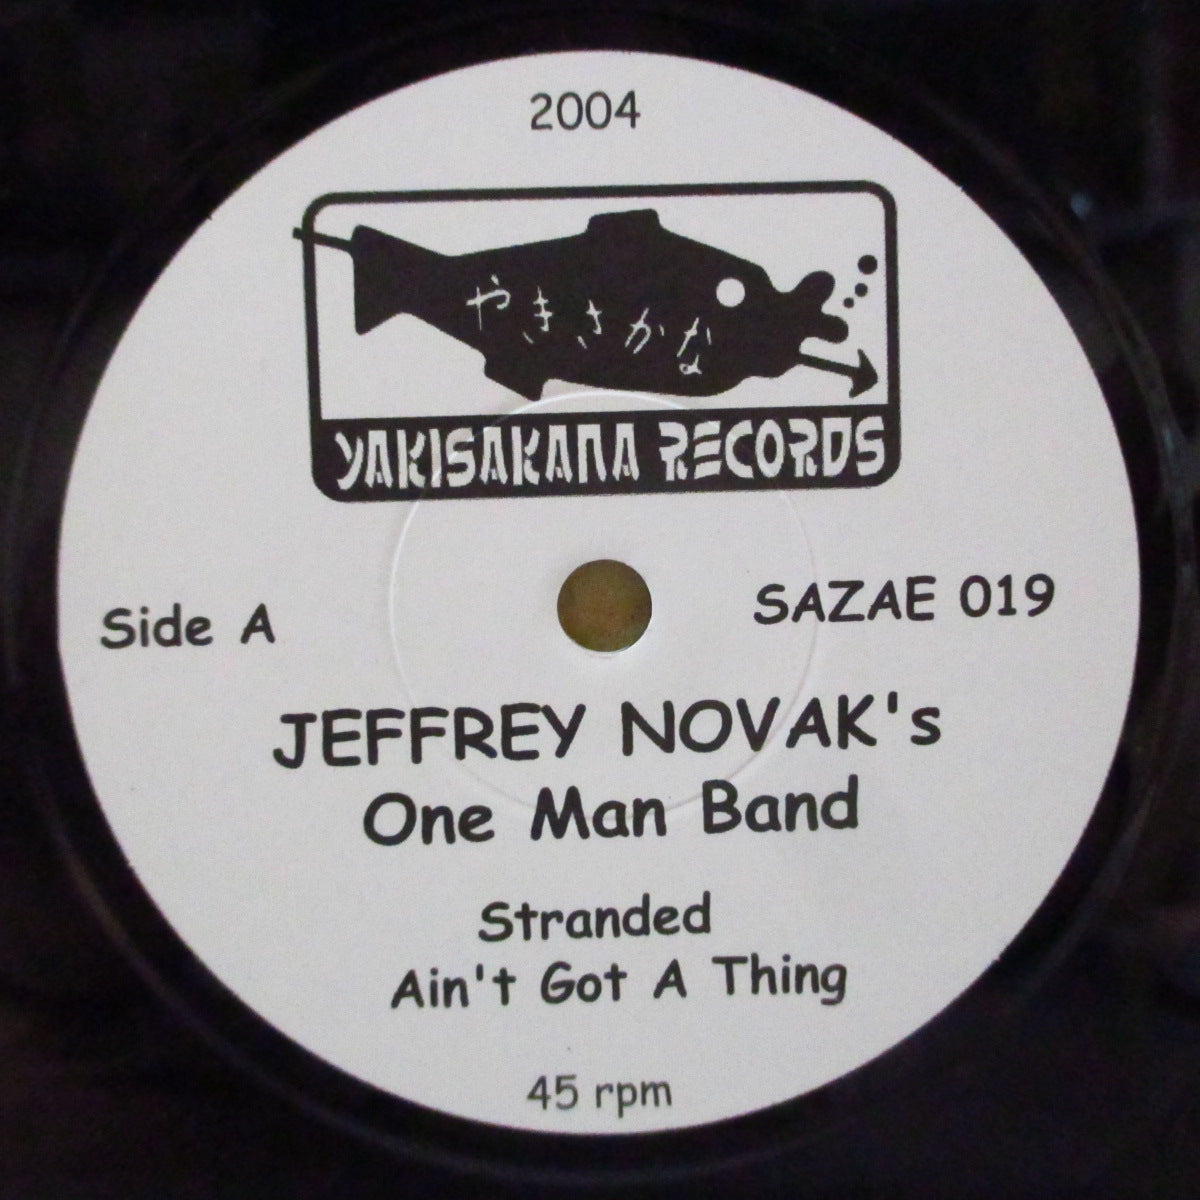 2004
やきさかな
YAKISAKANA RECORDS
Side A
SAZAE 019
JEFFREY NOVAK's
One Man Band
Stranded
Ain't Got A Thing
45 rpm